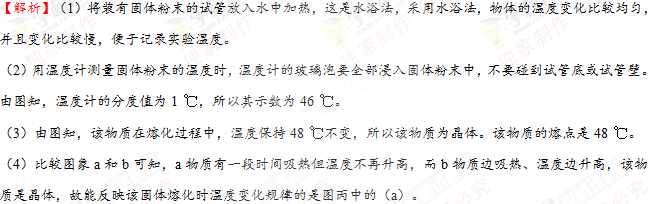 【解析】（1）将装有固体粉末的试管放入水中加热，这是水浴法，采用水浴法，物体的温度变化比较均匀，
并且变化比较慢，便于记录实验温度。
（2）用温度计测量固体粉末的温度时，温度计的玻璃泡要全部浸入固体粉末中，不要碰到试管底或试管壁。
由图知，温度计的分度值为 1 ℃，所以其示数为 46 ℃。
（3）由图知，该物质在熔化过程中，温度保持 48 ℃不变，所以该物质为晶体。该物质的熔点是 48 ℃。
（4）比较图象 a 和 b 可知，a 物质有一段时间吸热但温度不再升高，而 b 物质边吸热、温度边升高，该物
质是晶体，故能反映该固体熔化时温度变化规律的是图丙中的（a）。